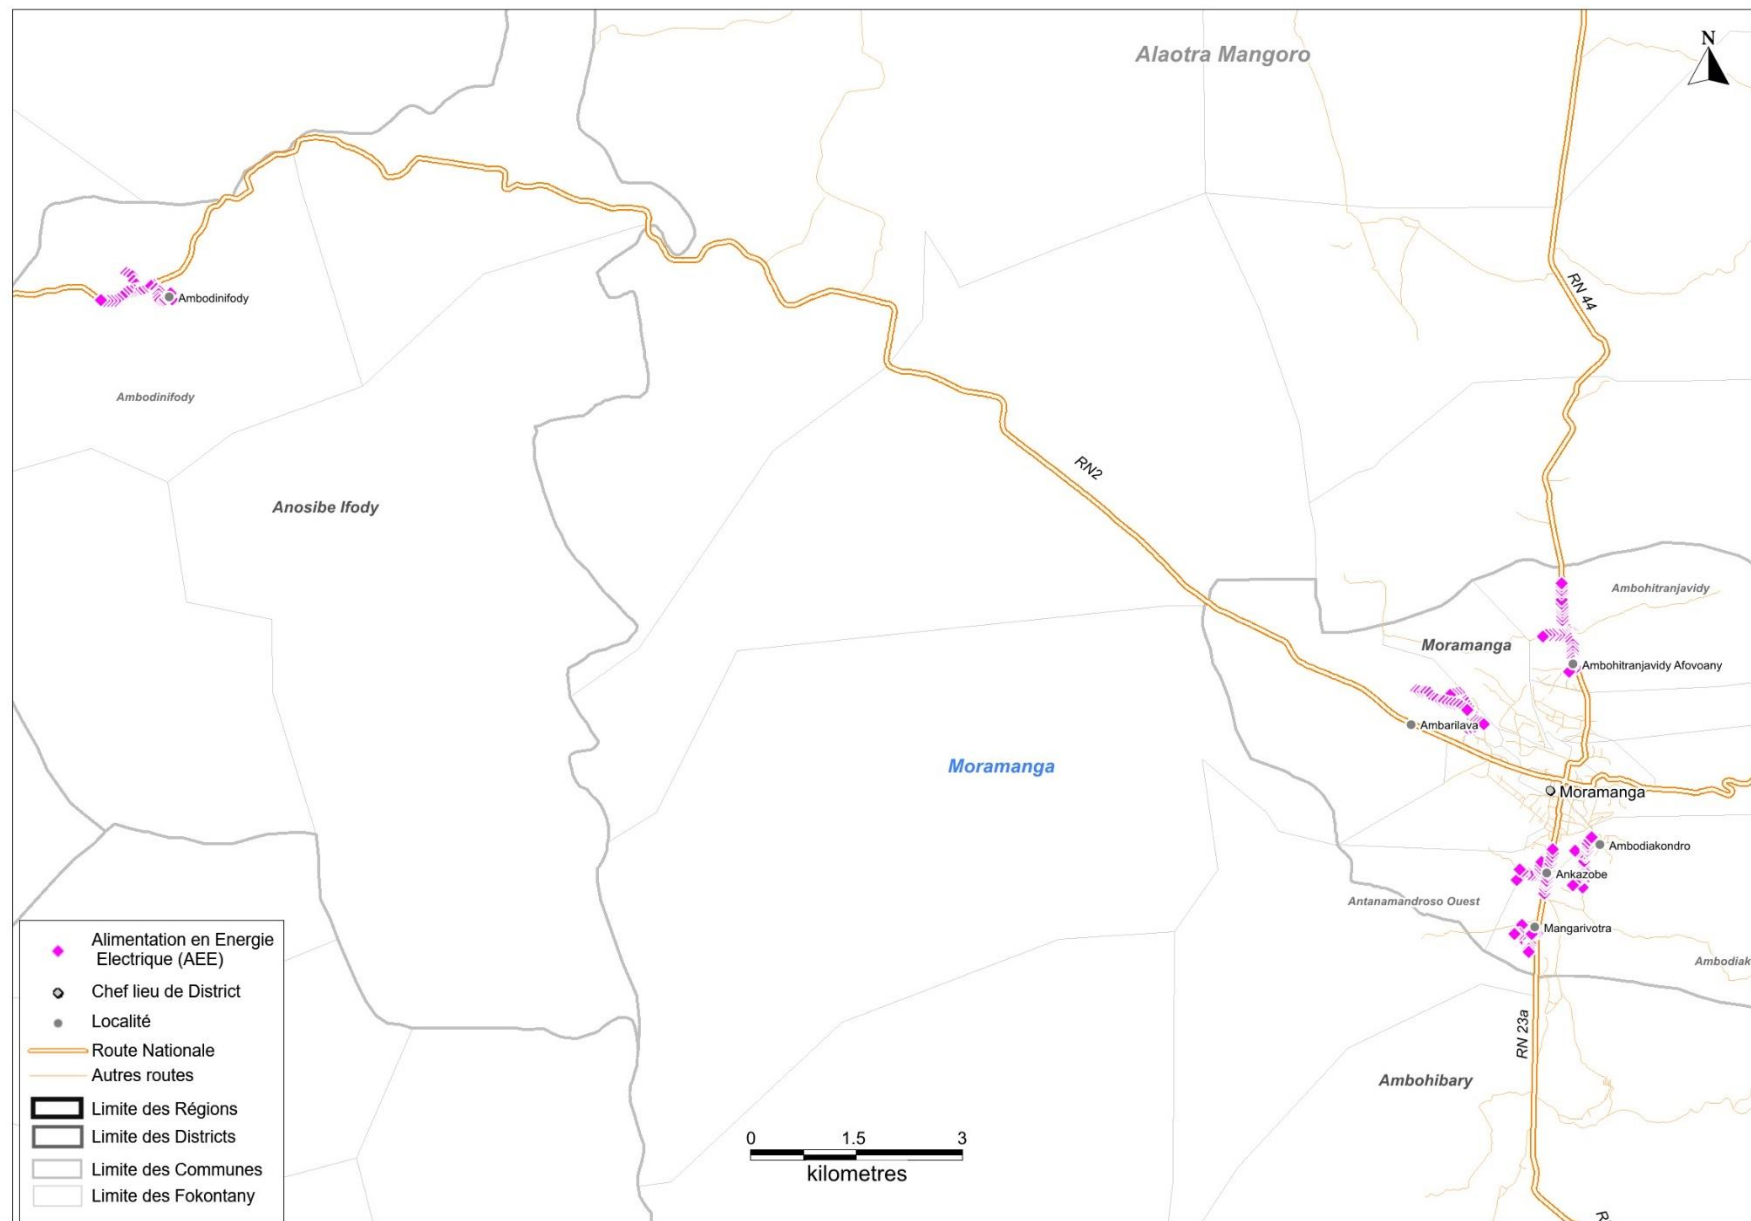 Alaotra Mangoro
N
RN 44
Ambodinifody
Ambodinifody
RN2
Anosibe Ifody
Ambohitranjavidy
Moramanga
Ambohitranjavidy Afovoany
Ambarilava
Moramanga
Moramanga
Ambodiakondro
Ankazobe
Antanamandroso Ouest
Mangarivotra
Ambodiak
RN 23a
Ambohibary
Alimentation en Energie
Electrique (AEE)
Chef lieu de District
Localité
Route Nationale
Autres routes
Limite des Régions
Limite des Districts
Limite des Communes
Limite des Fokontany
0 1.5 3
kilometres